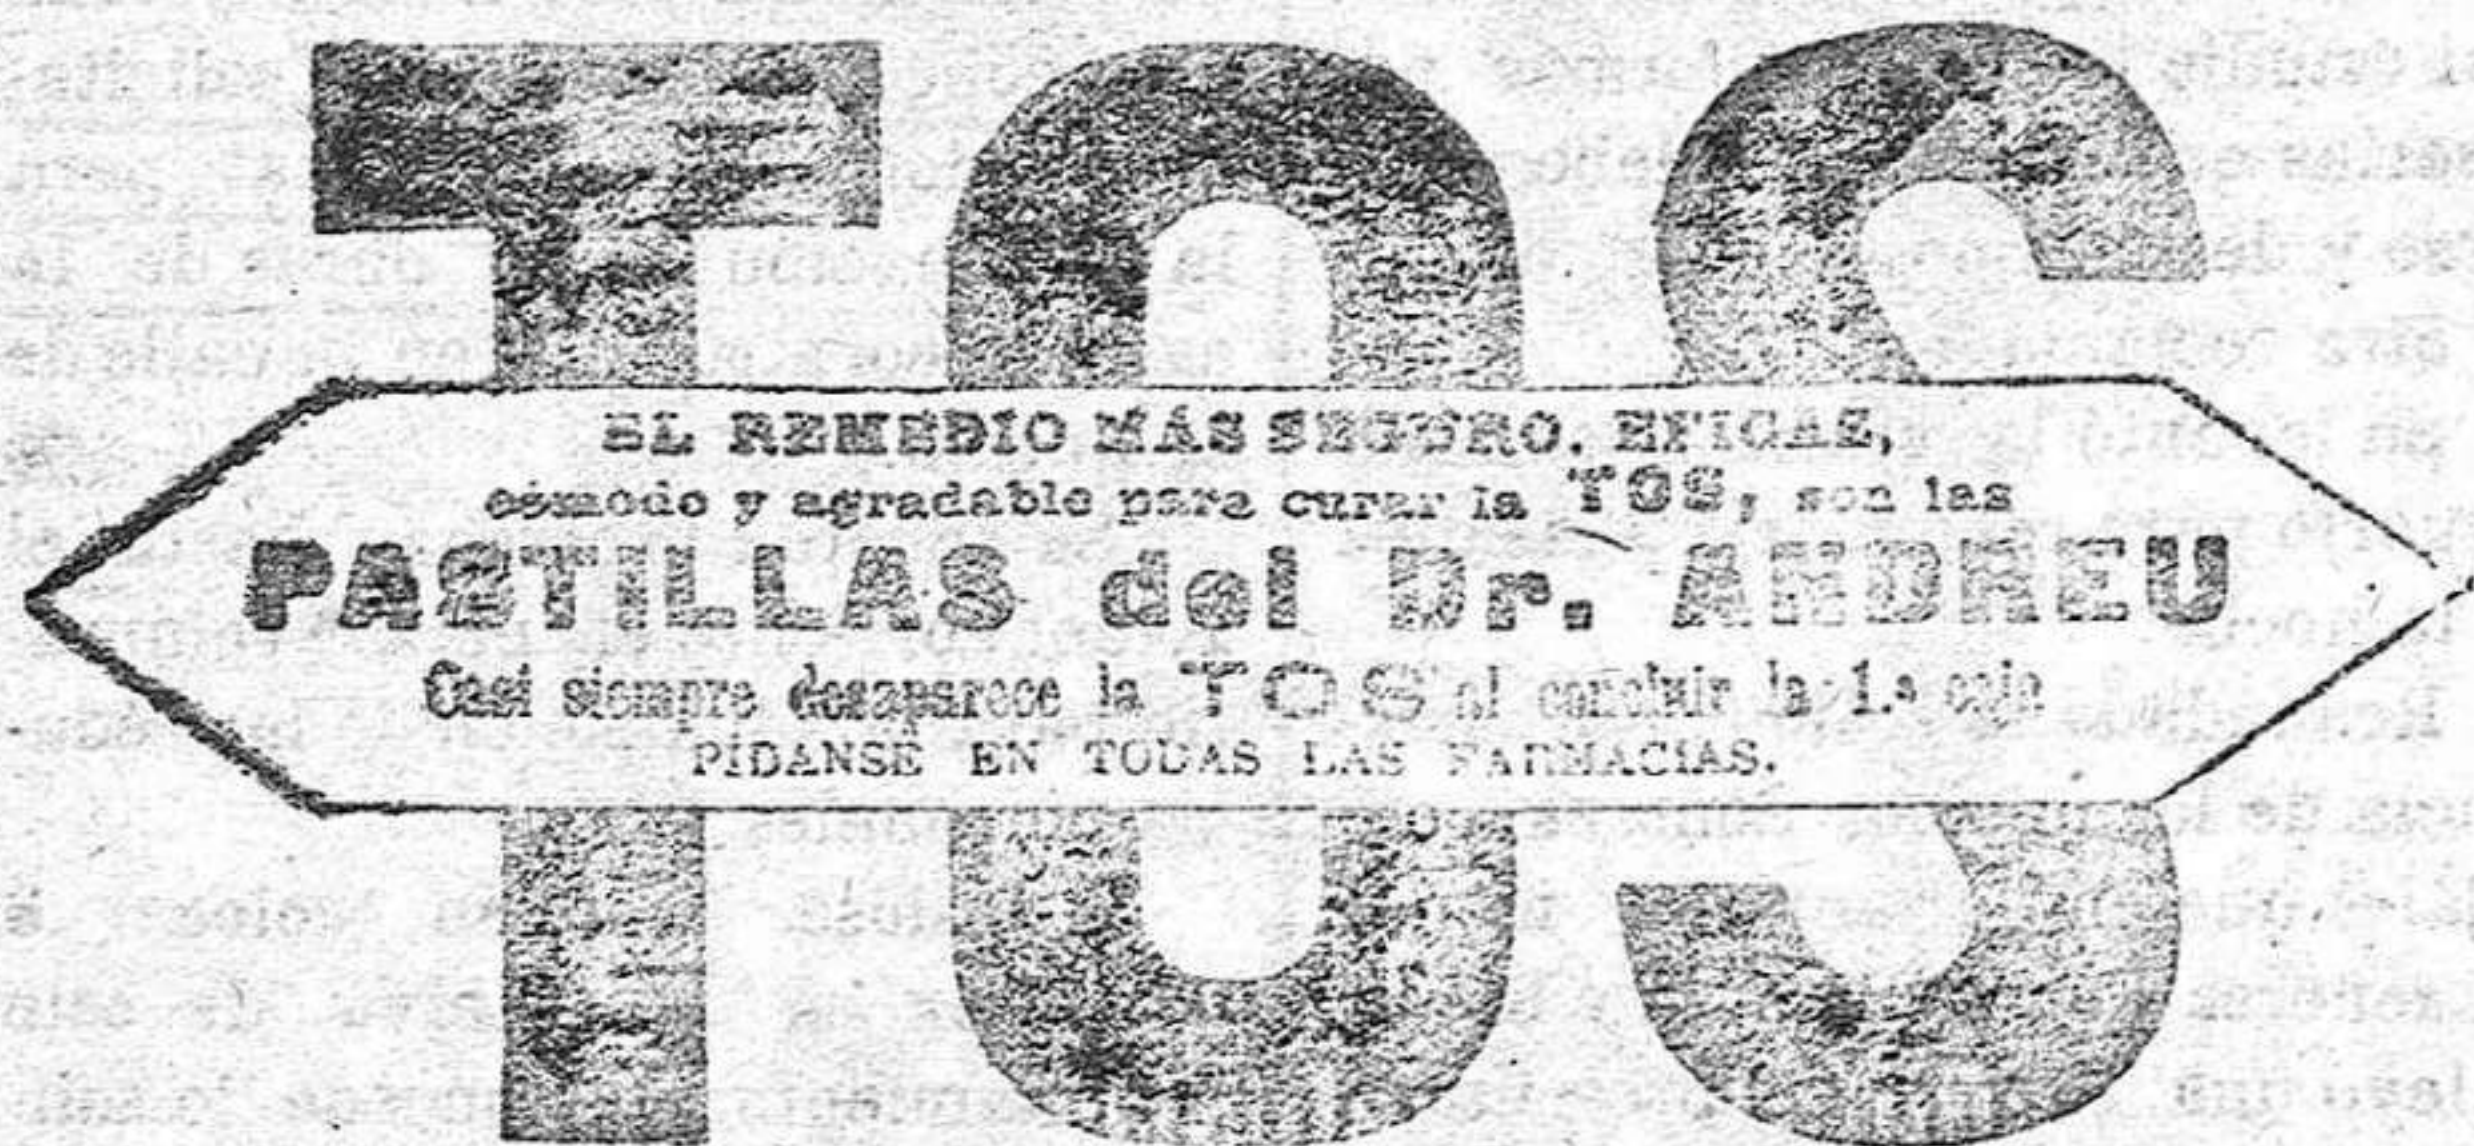 TOS
EL REMEDIO MÁS SEGURO, EFICAZ,
cómodo y agradable para curar la TOS, son las
PASTILLAS del Dr. ANDREU
Casi siempre desaparece la TOS al concluir la 1.ª caja
PÍDANSE EN TODAS LAS FARMACIAS.